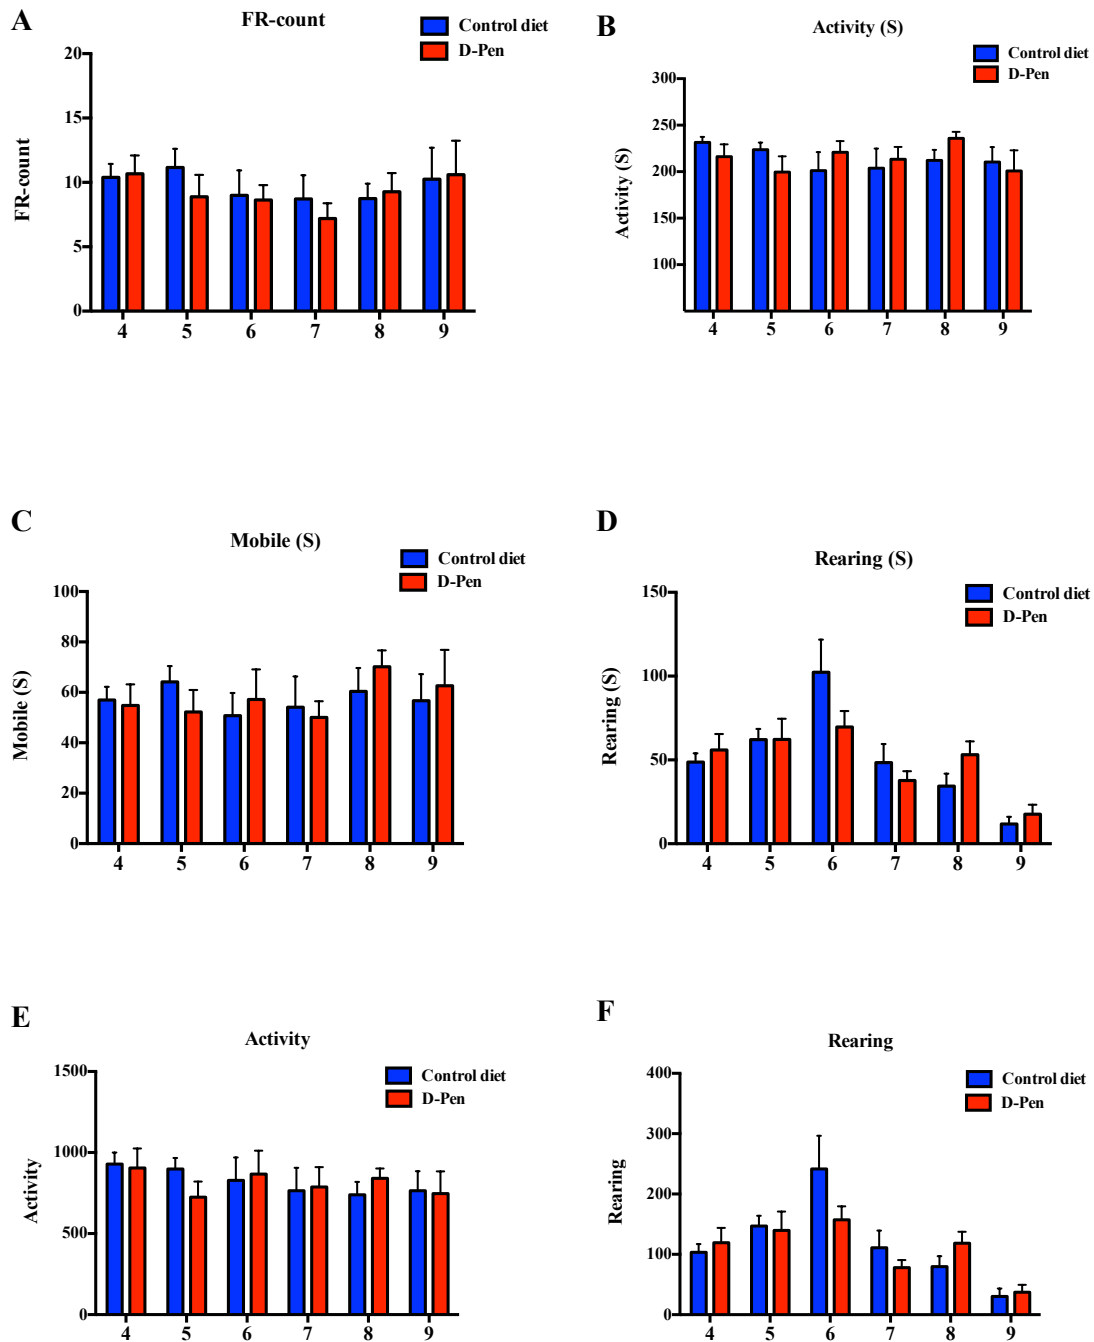 A
FR-count
Control diet
D-Pen
FR-count
20
15
10
5
0
4 5 6 7 8 9
B
Activity (S)
Control diet
D-Pen
Activity (S)
300
250
200
150
100
4 5 6 7 8 9
C
Mobile (S)
Control diet
D-Pen
Mobile (S)
100
80
60
40
20
0
4 5 6 7 8 9
D
Rearing (S)
Control diet
D-Pen
Rearing (S)
150
100
50
0
4 5 6 7 8 9
E
Activity
Control diet
D-Pen
Activity
1500
1000
500
0
4 5 6 7 8 9
F
Rearing
Control diet
D-Pen
Rearing
400
300
200
100
0
4 5 6 7 8 9